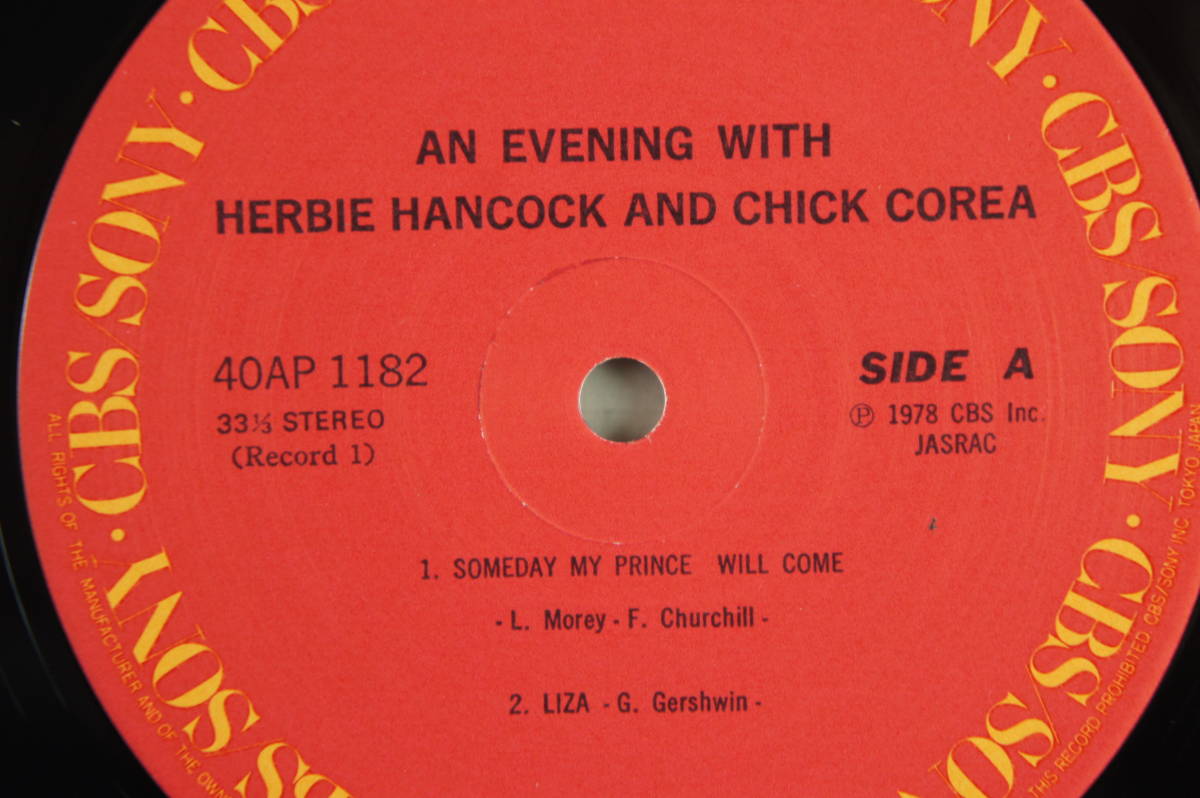 AN EVENING WITH
HERBIE HANCOCK AND CHICK COREA
40AP 1182
33⅓ STEREO
(Record 1)
SIDE A
Ⓟ 1978 CBS Inc.
JASRAC
1. SOMEDAY MY PRINCE WILL COME
- L. Morey - F. Churchill -
2. LIZA - G. Gershwin -
CBS/SONY · CBS/SONY · CBS/SONY · CBS/SONY · CBS/SO
ALL RIGHTS OF THE MANUFACTURER AND OF THE OWN
THIS RECORD PROHIBITED CBS/SONY INC. TOKYO JAPAN